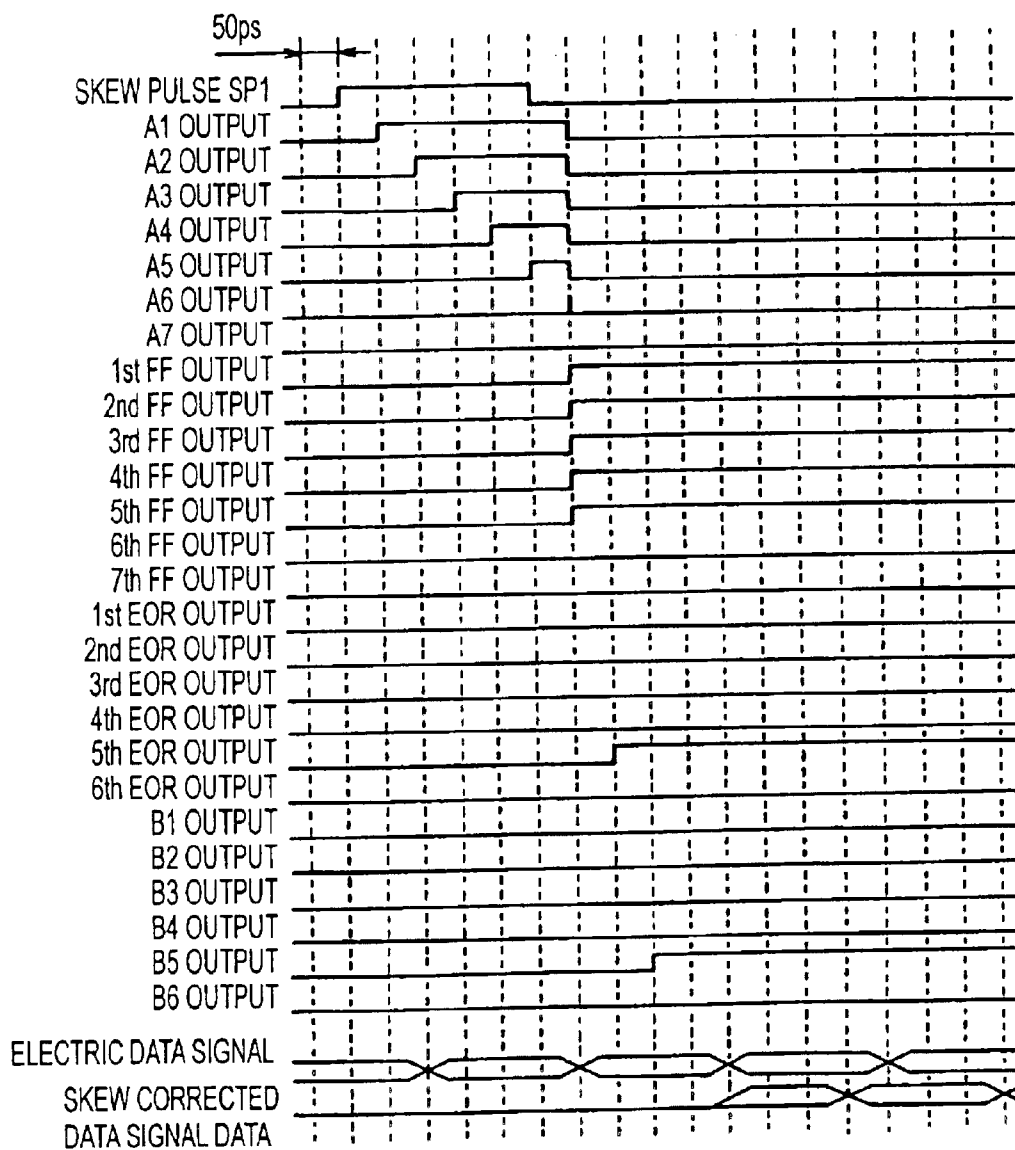 50ps
SKEW PULSE SP1
A1 OUTPUT
A2 OUTPUT
A3 OUTPUT
A4 OUTPUT
A5 OUTPUT
A6 OUTPUT
A7 OUTPUT
1st FF OUTPUT
2nd FF OUTPUT
3rd FF OUTPUT
4th FF OUTPUT
5th FF OUTPUT
6th FF OUTPUT
7th FF OUTPUT
1st EOR OUTPUT
2nd EOR OUTPUT
3rd EOR OUTPUT
4th EOR OUTPUT
5th EOR OUTPUT
6th EOR OUTPUT
B1 OUTPUT
B2 OUTPUT
B3 OUTPUT
B4 OUTPUT
B5 OUTPUT
B6 OUTPUT
ELECTRIC DATA SIGNAL
SKEW CORRECTED
DATA SIGNAL DATA